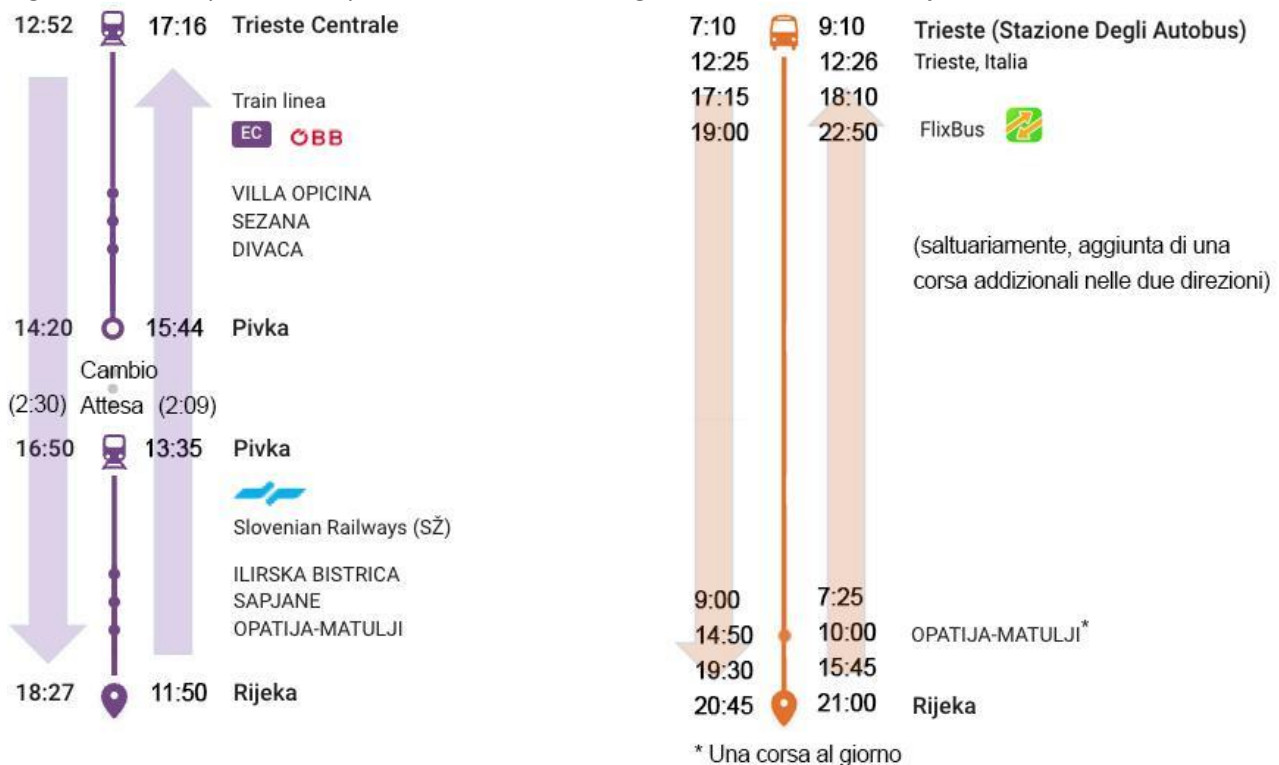 12:52 17:16 Trieste Centrale
Train linea
EC ÖBB
VILLA OPICINA
SEZANA
DIVACA
14:20 15:44 Pivka
Cambio
(2:30) Attesa (2:09)
16:50 13:35 Pivka
Slovenian Railways (SŽ)
ILIRSKA BISTRICA
SAPJANE
OPATIJA-MATULJI
18:27 11:50 Rijeka
7:10 9:10 Trieste (Stazione Degli Autobus)
12:25 12:26 Trieste, Italia
17:15 18:10
19:00 22:50 FlixBus
(saltuariamente, aggiunta di una
corsa addizionali nelle due direzioni)
9:00 7:25
14:50 10:00 OPATIJA-MATULJI*
19:30 15:45
20:45 21:00 Rijeka
* Una corsa al giorno